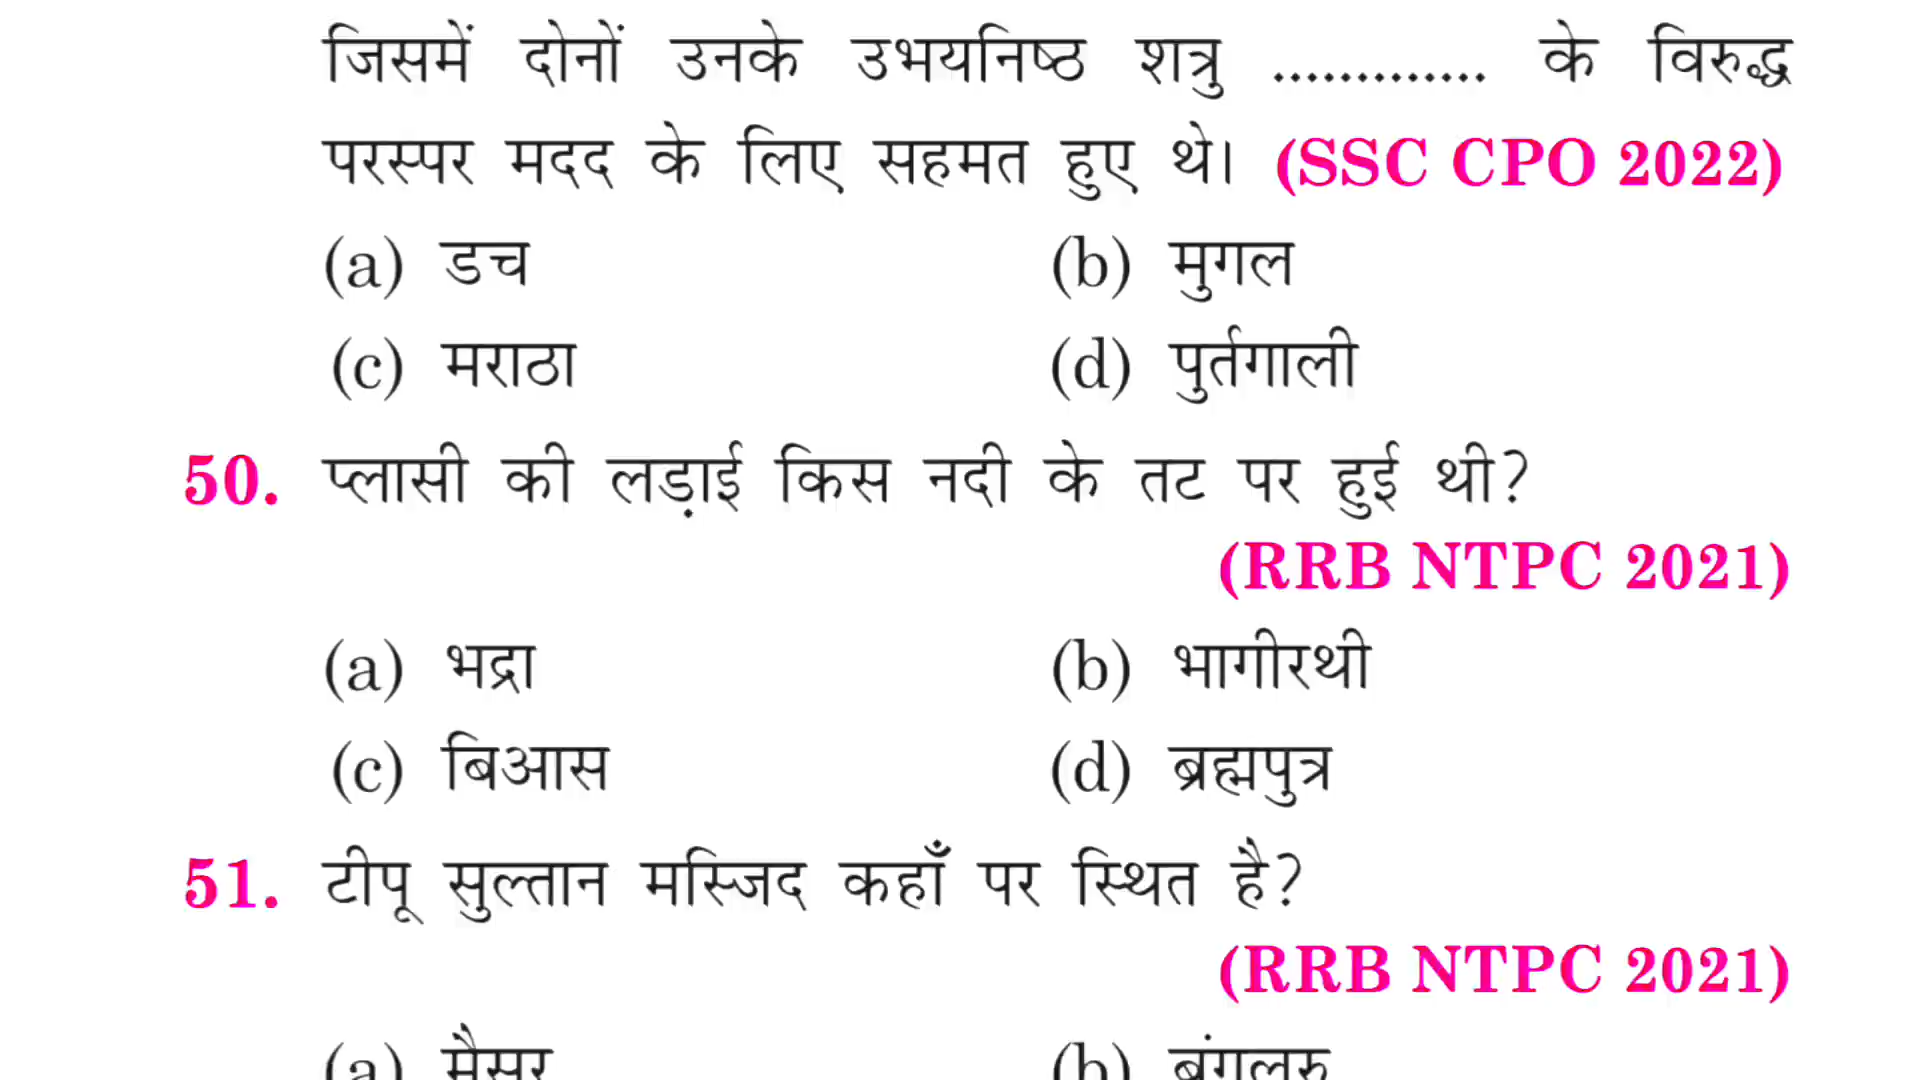 जिसमें दोनों उनके उभयनिष्ठ शत्रु ............. के विरुद्ध
परस्पर मदद के लिए सहमत हुए थे। (SSC CPO 2022)
(a) डच (b) मुगल
(c) मराठा (d) पुर्तगाली
50. प्लासी की लड़ाई किस नदी के तट पर हुई थी?
(RRB NTPC 2021)
(a) भद्रा (b) भागीरथी
(c) बिआस (d) ब्रह्मपुत्र
51. टीपू सुल्तान मस्जिद कहाँ पर स्थित है?
(RRB NTPC 2021)
(a) मैसूर (b) बंगलुरु